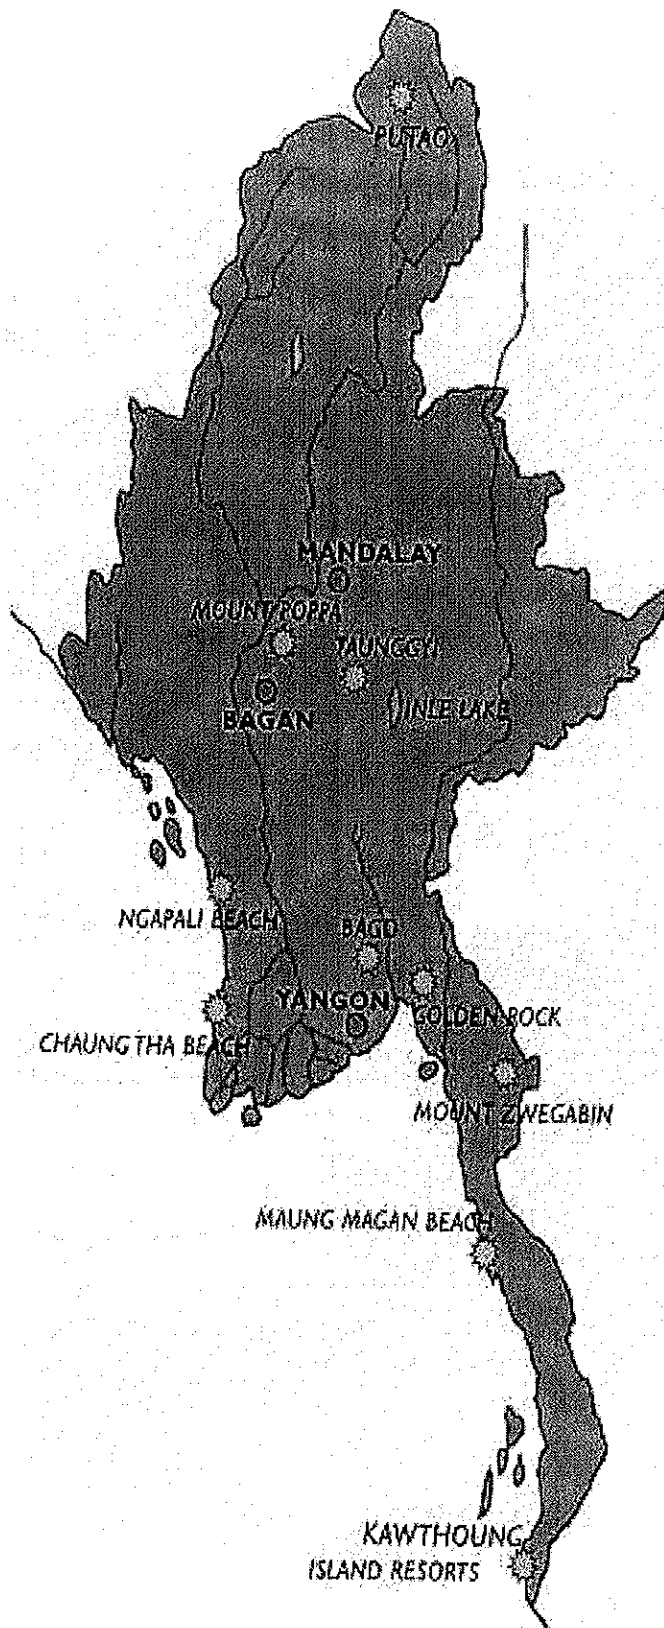 PUTAO
MANDALAY
MOUNT POPPA
TAUNGGYI
INLE LAKE
BAGAN
NGAPALI BEACH
BAGO
YANGON
GOLDEN ROCK
CHAUNG THA BEACH
MOUNT ZWEGABIN
MAUNG MAGAN BEACH
KAWTHOUNG
ISLAND RESORTS